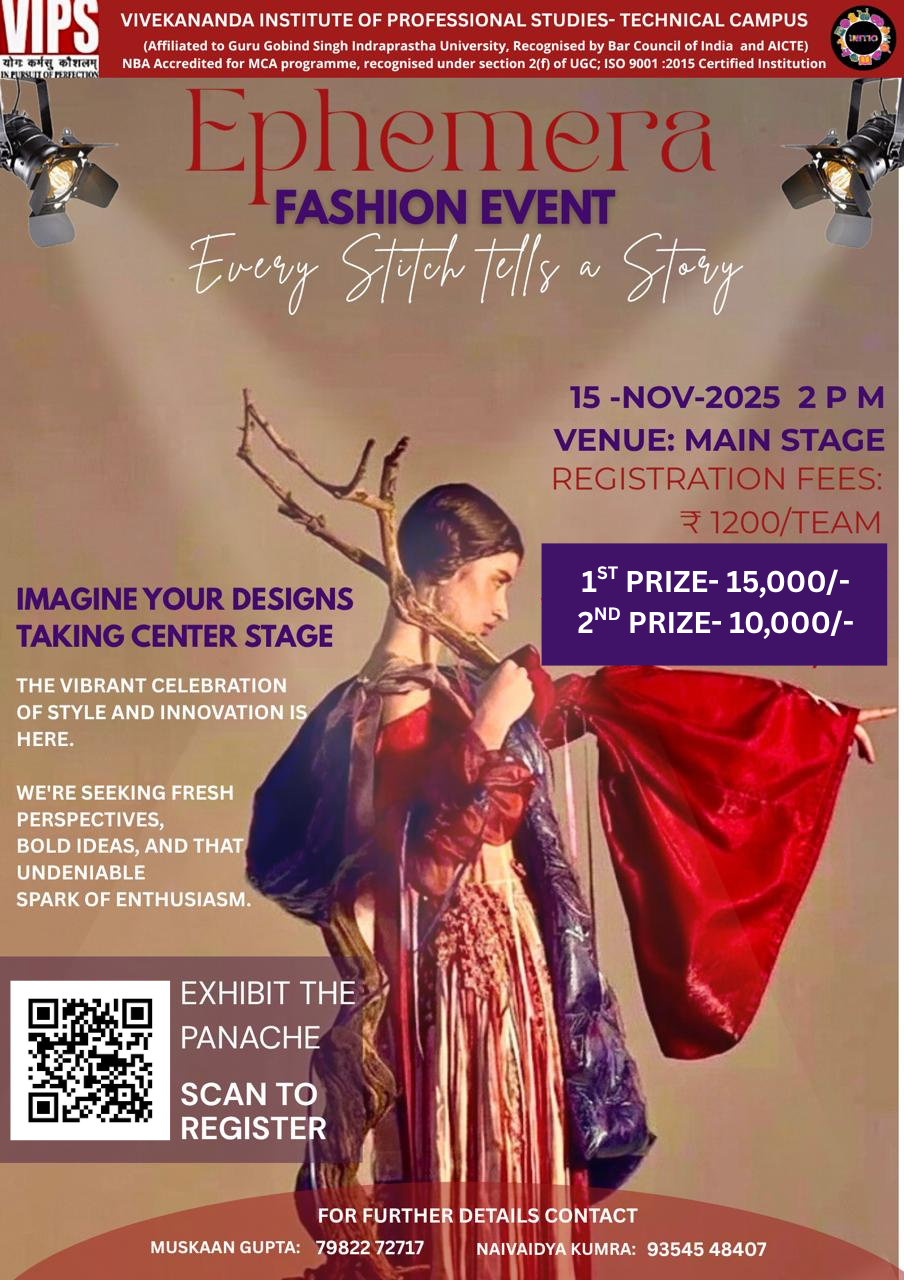 VIPS
योगः कर्मसु कौशलम्
IN PURSUIT OF PERFECTION
VIVEKANANDA INSTITUTE OF PROFESSIONAL STUDIES- TECHNICAL CAMPUS
(Affiliated to Guru Gobind Singh Indraprastha University, Recognised by Bar Council of India and AICTE)
NBA Accredited for MCA programme, recognised under section 2(f) of UGC; ISO 9001 :2015 Certified Institution
Ephemera
FASHION EVENT
Every Stitch tells a Story
15 -NOV-2025 2 P M
VENUE: MAIN STAGE
REGISTRATION FEES:
₹ 1200/TEAM
1ST PRIZE- 15,000/-
2ND PRIZE- 10,000/-
IMAGINE YOUR DESIGNS
TAKING CENTER STAGE
THE VIBRANT CELEBRATION
OF STYLE AND INNOVATION IS
HERE.
WE'RE SEEKING FRESH
PERSPECTIVES,
BOLD IDEAS, AND THAT
UNDENIABLE
SPARK OF ENTHUSIASM.
EXHIBIT THE
PANACHE
SCAN TO
REGISTER
FOR FURTHER DETAILS CONTACT
MUSKAAN GUPTA: 79822 72717 NAIVAIDYA KUMRA: 93545 48407